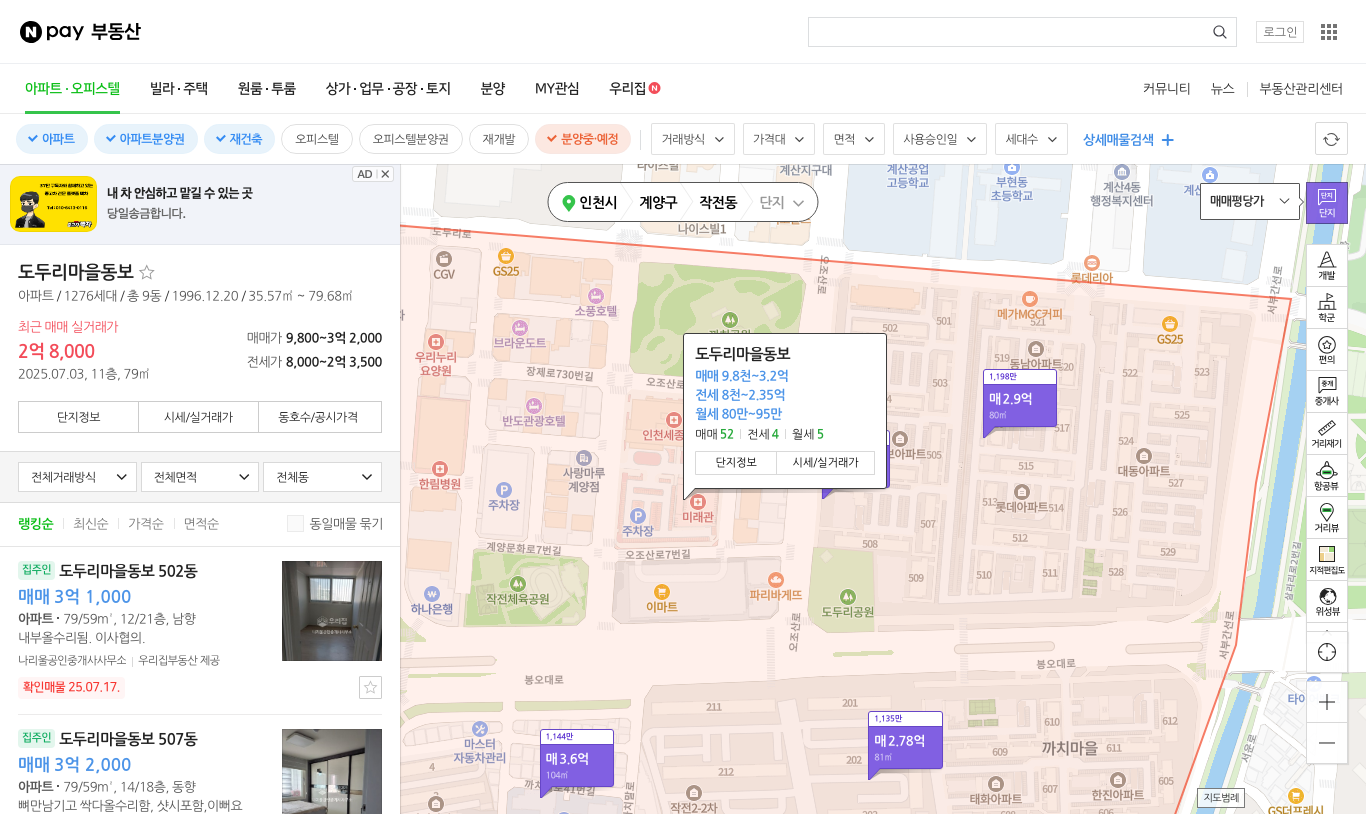 N pay 부동산
로그인
아파트·오피스텔 빌라·주택 원룸·투룸 상가·업무·공장·토지 분양 MY관심 우리집 N
커뮤니티 뉴스 부동산관리센터
아파트 아파트분양권 재건축 오피스텔 오피스텔분양권 재개발 분양중·예정 거래방식 가격대 면적 사용승인일 세대수 상세매물검색
AD
내 차 안심하고 맡길 수 있는 곳
당일송금합니다.
도두리마을동보
아파트 / 1276세대 / 총 9동 / 1996.12.20 / 35.57㎡ ~ 79.68㎡
최근 매매 실거래가
2억 8,000
2025.07.03, 11층, 79㎡
매매가 9,800~3억 2,000
전세가 8,000~2억 3,500
단지정보 시세/실거래가 동호수/공시가격
전체거래방식 전체면적 전체동
랭킹순 최신순 가격순 면적순 동일매물 묶기
집주인 도두리마을동보 502동
매매 3억 1,000
아파트 · 79/59㎡, 12/21층, 남향
내부올수리됨. 이사협의.
나리울공인중개사사무소 우리집부동산 제공
확인매물 25.07.17.
집주인 도두리마을동보 507동
매매 3억 2,000
아파트 · 79/59㎡, 14/18층, 동향
뼈만남기고 싹다올수리함, 샷시포함,이뻐요
인천시 계양구 작전동 단지
매매평당가
단지
단지
개발
학군
편의
중개
중개사
거리재기
항공뷰
거리뷰
지적편집도
위성뷰
지도범례
계산지구대
계산공업
고등학교
부현동
초등학교
계산4동
행정복지센터
나이스빌1
도두리로
CGV
GS25
소풍호텔
브라운도트
우리누리
요양원
장제로730번길
반도관광호텔
한림병원
사랑마루
계양점
주차장
주차장
미래관
계양문화로7번길
오조산로7번길
작전체육공원
하나은행
이마트
파리바게뜨
도두리공원
오조산로
오조산로
롯데리아
메가MGC커피
GS25
502
501
521
519
동남아파트
520
503
523
525
505
515
대동아파트
512
롯데아파트
514
526
527
507
512
508
529
509
510
511
528
서부간선로
서부간선로
봉오대로
봉오대로
살라리로2번길
도두리마을동보
매매 9.8천~3.2억
전세 8천~2.35억
월세 80만~95만
매매 52 전세 4 월세 5
단지정보 시세/실거래가
1,198만
매2.9억
80㎡
1,144만
매3.6억
104㎡
1,135만
매2.78억
81㎡
마스터
자동차관리
211
201
210
212
202
작전2-2차
610
612
까치마을
611
605
태화아파트
한진아파트
서운로
GS더프레시